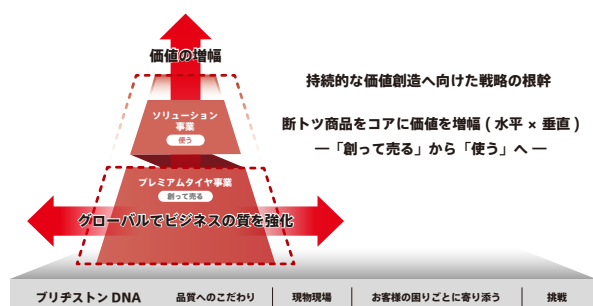 価値の増幅
ソリューション
事業
使う
プレミアムタイヤ事業
創って売る
グローバルでビジネスの質を強化
持続的な価値創造へ向けた戦略の根幹
断トツ商品をコアに価値を増幅 ( 水平 × 垂直 )
―「創って売る」から「使う」へ ―
ブリヂストン DNA 品質へのこだわり 現物現場 お客様の困りごとに寄り添う 挑戦